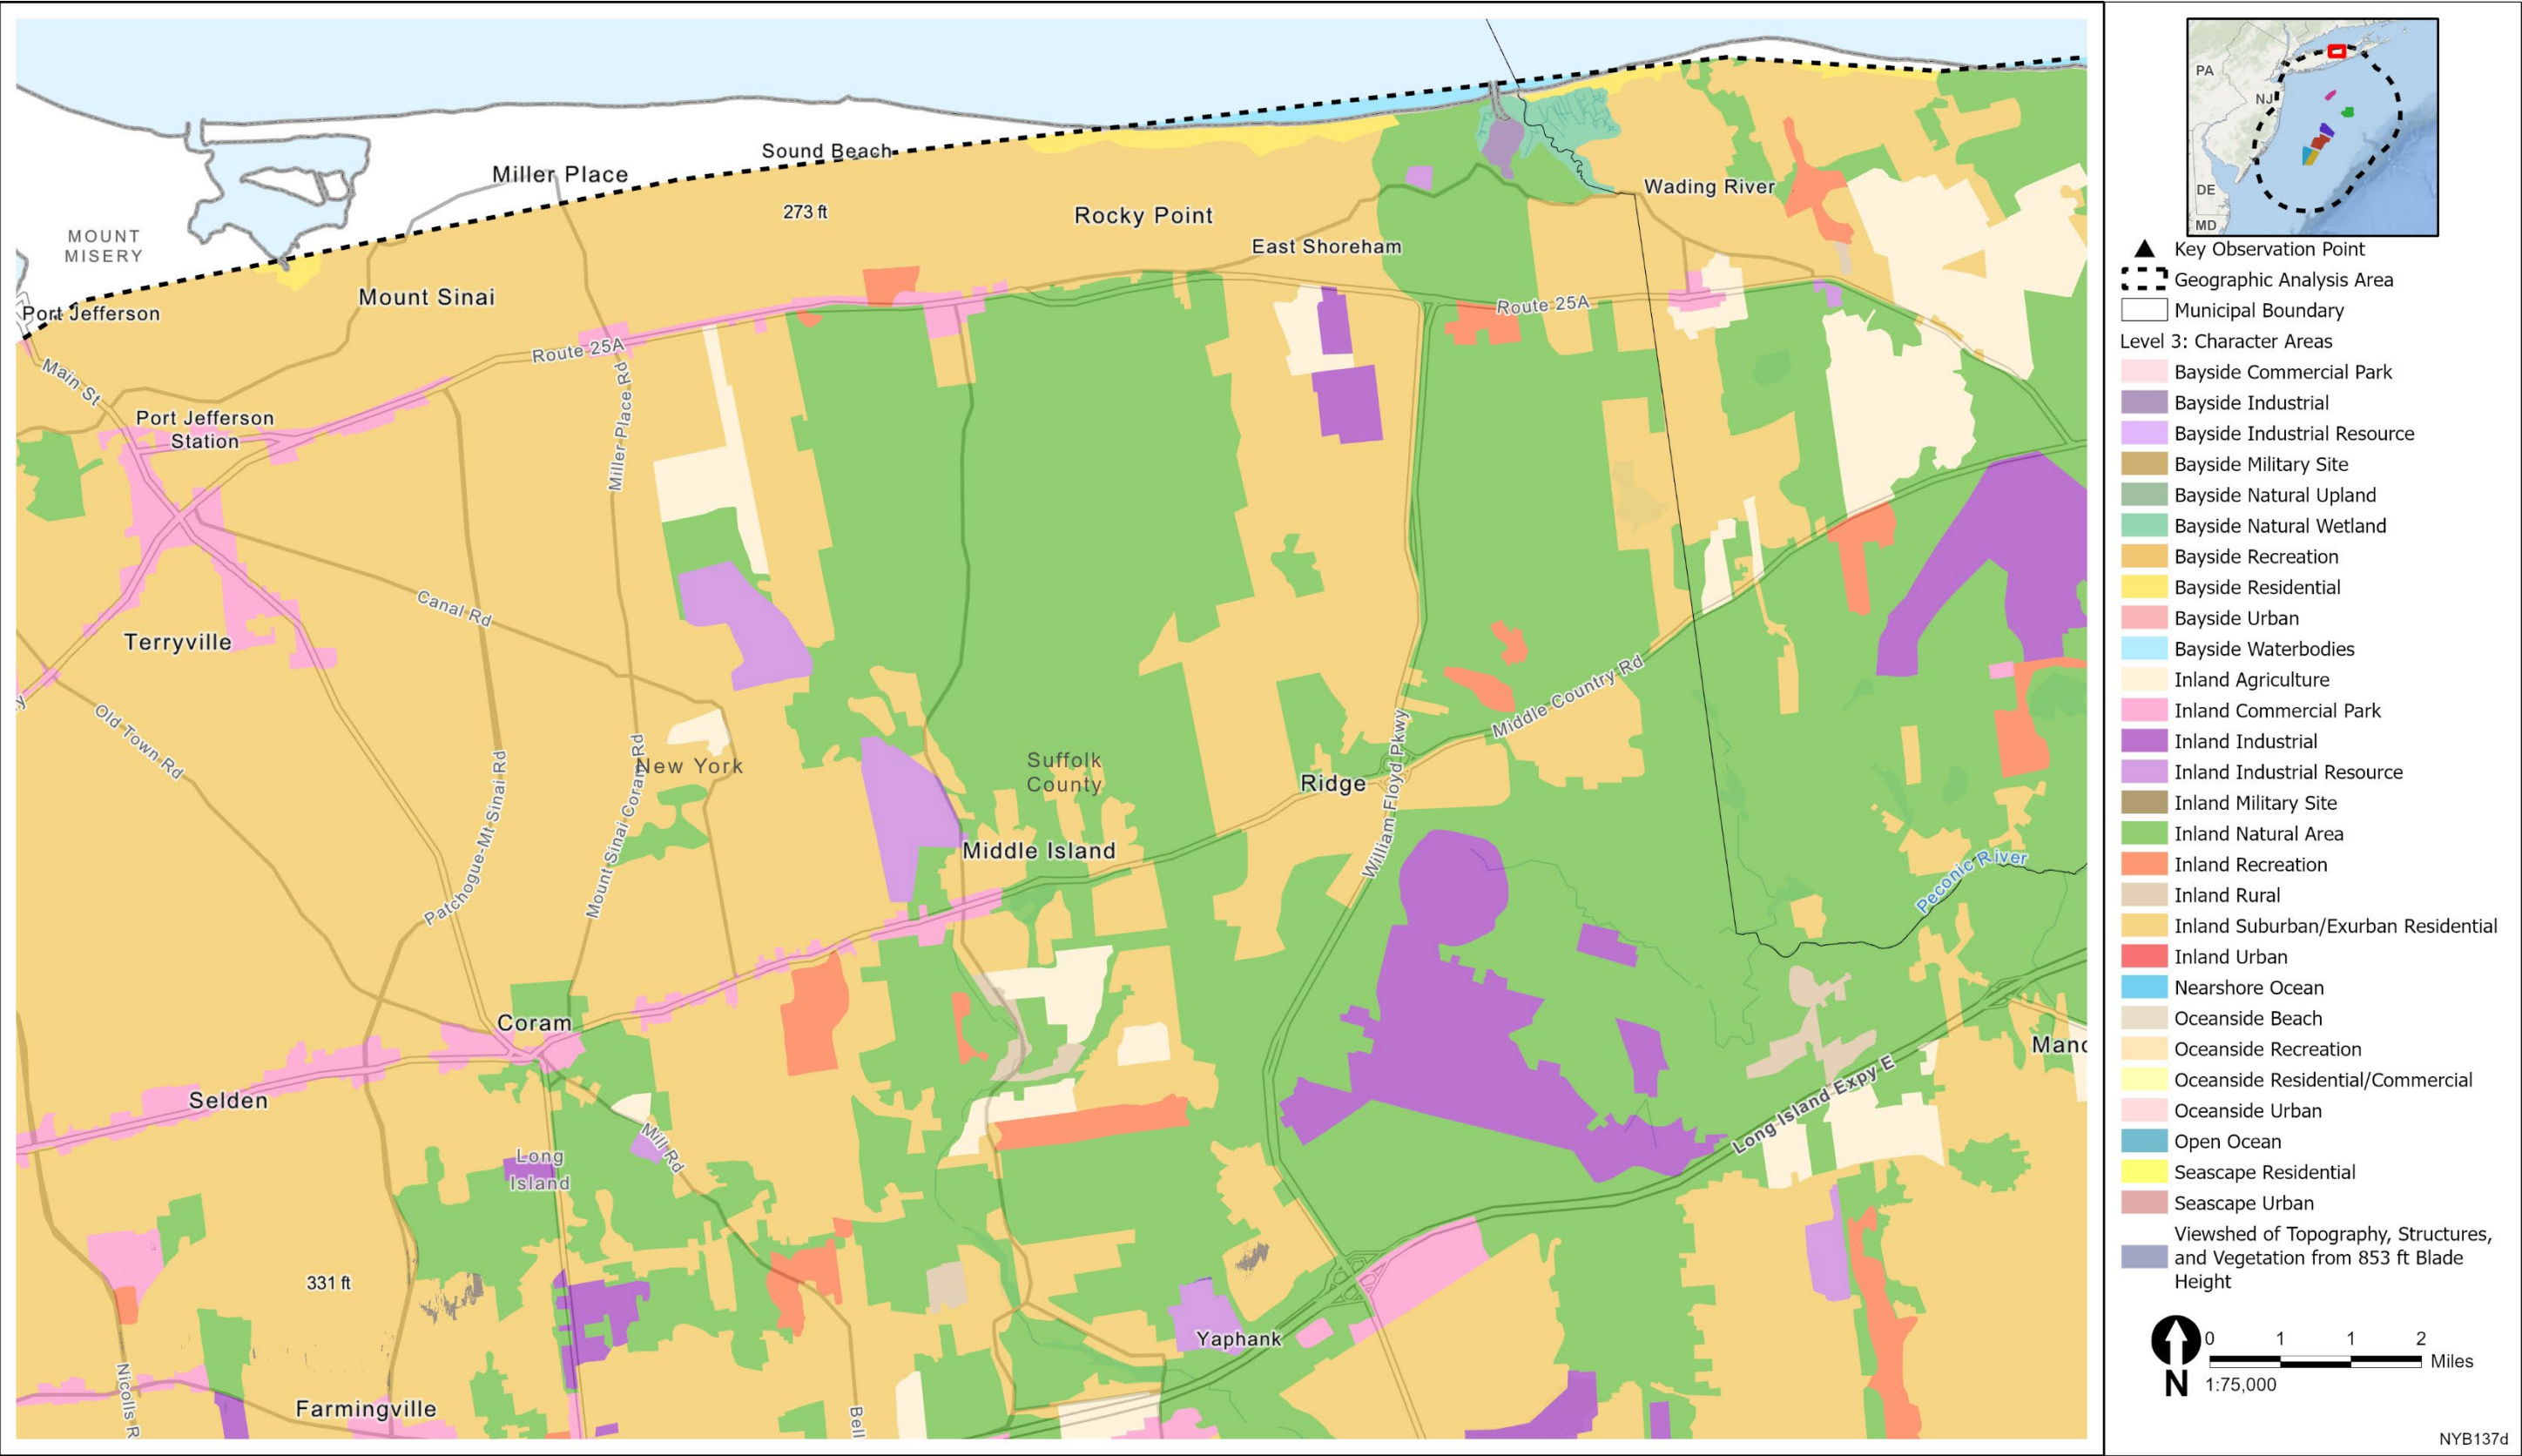 Miller Place
Sound Beach
273 ft
Rocky Point
East Shoreham
Wading River
MOUNT
MISERY
Mount Sinai
Port Jefferson
Route 25A
Route 25A
Main St
Miller Place Rd
Port Jefferson
Station
Canal Rd
Terryville
Old Town Rd
Patchogue-Mt Sinai Rd
Mount Sinai Coram Rd
New York
Suffolk
County
Ridge
Middle Country Rd
William Floyd Pkwy
Middle Island
Peconic River
Coram
Selden
Mill Rd
Long
Island
Long Island Expy E
Mano
331 ft
Yaphank
Nicolls R
Farmingville
Bell
y
PA
NJ
DE
MD
Key Observation Point
Geographic Analysis Area
Municipal Boundary
Level 3: Character Areas
Bayside Commercial Park
Bayside Industrial
Bayside Industrial Resource
Bayside Military Site
Bayside Natural Upland
Bayside Natural Wetland
Bayside Recreation
Bayside Residential
Bayside Urban
Bayside Waterbodies
Inland Agriculture
Inland Commercial Park
Inland Industrial
Inland Industrial Resource
Inland Military Site
Inland Natural Area
Inland Recreation
Inland Rural
Inland Suburban/Exurban Residential
Inland Urban
Nearshore Ocean
Oceanside Beach
Oceanside Recreation
Oceanside Residential/Commercial
Oceanside Urban
Open Ocean
Seascape Residential
Seascape Urban
Viewshed of Topography, Structures,
and Vegetation from 853 ft Blade
Height
0 1 1 2
Miles
N 1:75,000
NYB137d